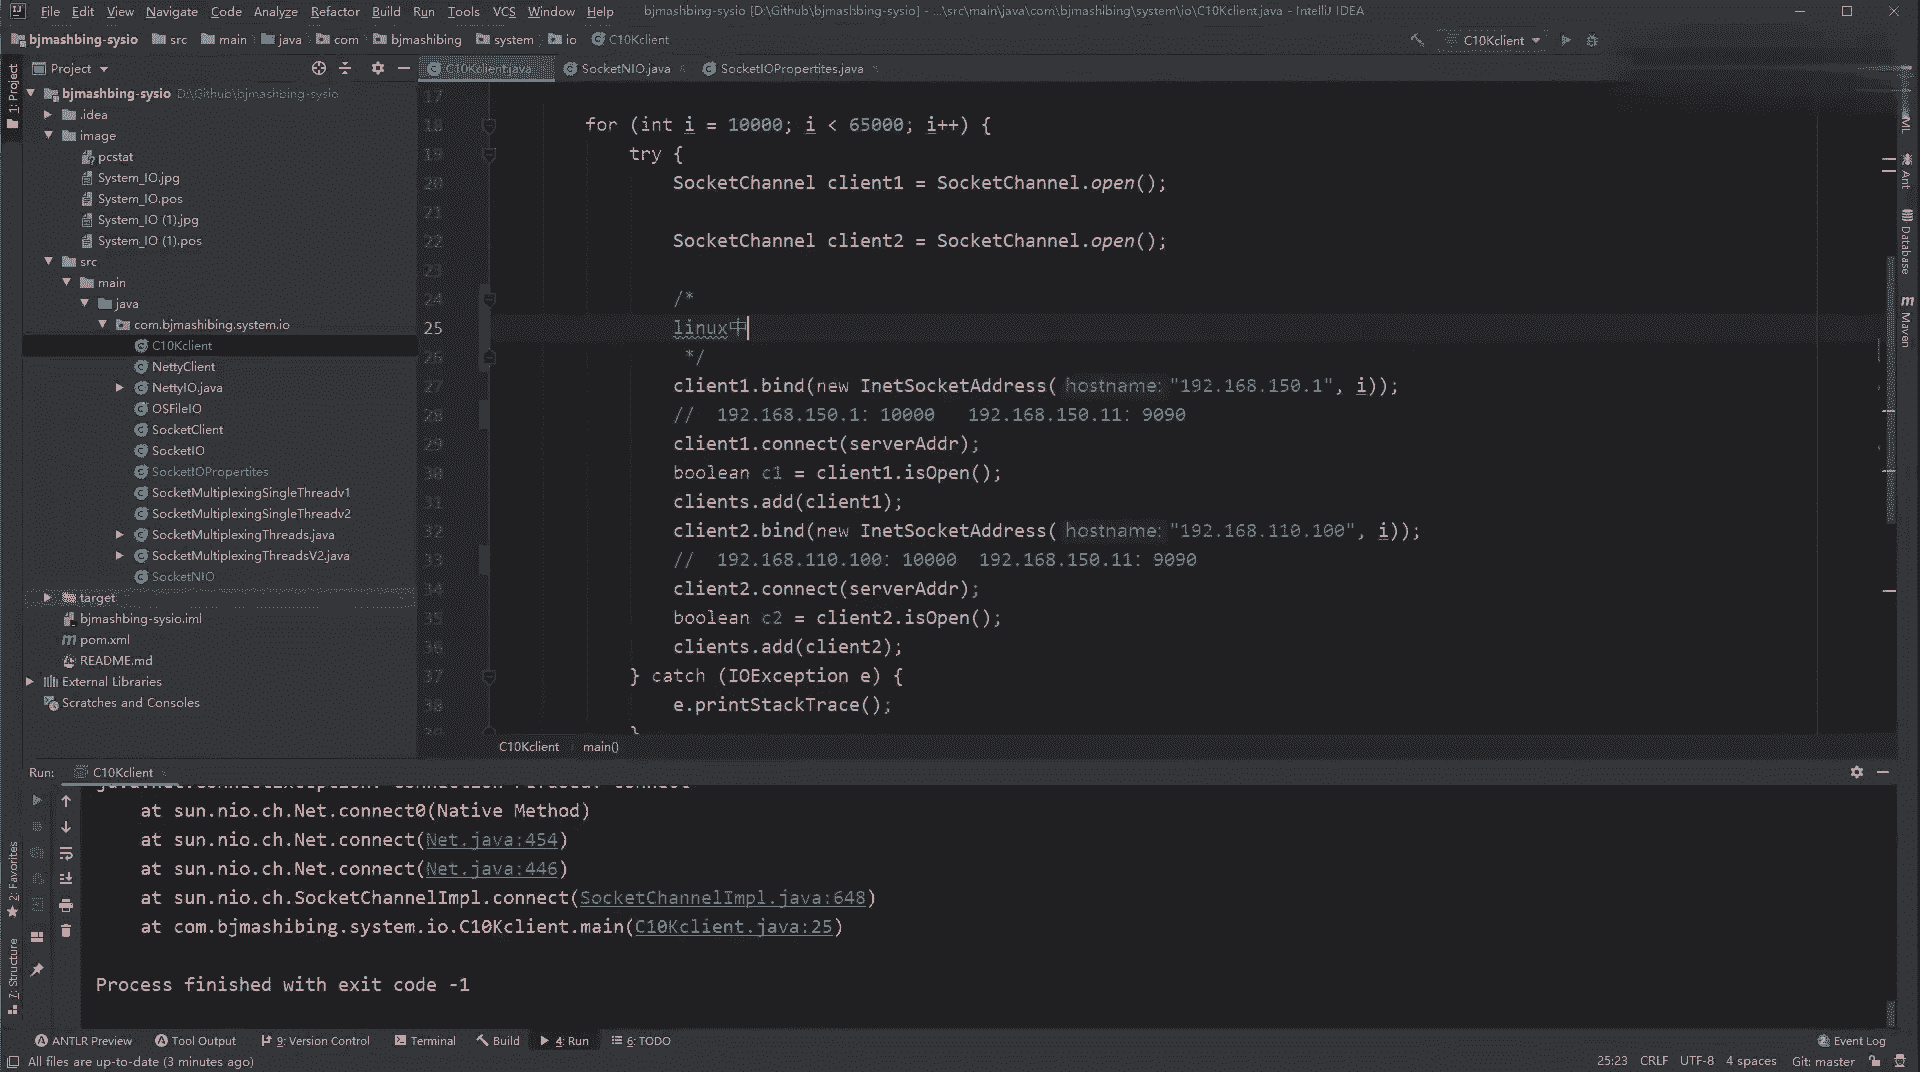 File Edit View Navigate Code Analyze Refactor Build Run Tools VCS Window Help bjmashbing-sysio [D:\Github\bjmashbing-sysio] - ...\src\main\java\com\bjmashibing\system\io\C10Kclient.java - IntelliJ IDEA
bjmashbing-sysio src main java com bjmashibing system io C10Kclient C10Kclient
Project C10Kclient.java SocketNIO.java SocketIOPropertites.java
1: Project
bjmashbing-sysio D:\Github\bjmashbing-sysio
.idea
image
pcstat
System_IO.jpg
System_IO.pos
System_IO (1).jpg
System_IO (1).pos
src
main
java
com.bjmashibing.system.io
C10Kclient
NettyClient
NettyIO.java
OSFileIO
SocketClient
SocketIO
SocketIOPropertites
SocketMultiplexingSingleThreadv1
SocketMultiplexingSingleThreadv2
SocketMultiplexingThreads.java
SocketMultiplexingThreadsV2.java
SocketNIO
target
bjmashbing-sysio.iml
pom.xml
README.md
External Libraries
Scratches and Consoles
17
18 for (int i = 10000; i < 65000; i++) {
19 try {
20 SocketChannel client1 = SocketChannel.open();
21
22 SocketChannel client2 = SocketChannel.open();
23
24 /*
25 linux中
26 */
27 client1.bind(new InetSocketAddress( hostname: "192.168.150.1", i));
28 // 192.168.150.1: 10000 192.168.150.11: 9090
29 client1.connect(serverAddr);
30 boolean c1 = client1.isOpen();
31 clients.add(client1);
32 client2.bind(new InetSocketAddress( hostname: "192.168.110.100", i));
33 // 192.168.110.100: 10000 192.168.150.11: 9090
34 client2.connect(serverAddr);
35 boolean c2 = client2.isOpen();
36 clients.add(client2);
37 } catch (IOException e) {
38 e.printStackTrace();
}
C10Kclient main()
Ant
Database
Maven
Run: C10Kclient
at sun.nio.ch.Net.connect0(Native Method)
at sun.nio.ch.Net.connect(Net.java:454)
at sun.nio.ch.Net.connect(Net.java:446)
at sun.nio.ch.SocketChannelImpl.connect(SocketChannelImpl.java:648)
at com.bjmashibing.system.io.C10Kclient.main(C10Kclient.java:25)
Process finished with exit code -1
2: Favorites
7: Structure
ANTLR Preview Tool Output 9: Version Control Terminal Build 4: Run 6: TODO Event Log
All files are up-to-date (3 minutes ago) 25:23 CRLF UTF-8 4 spaces Git: master